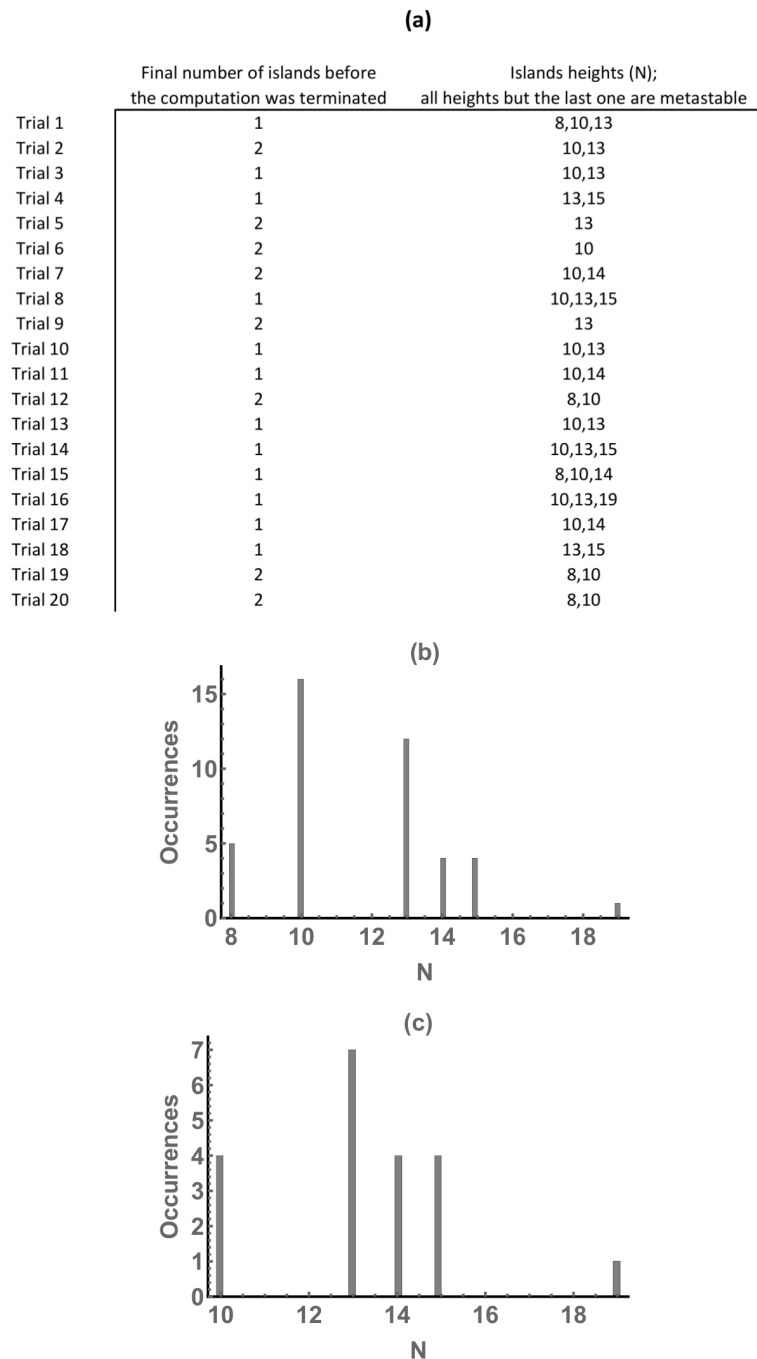 (a)
Final number of islands before
the computation was terminated
Islands heights (N);
all heights but the last one are metastable
Trial 1 1 8,10,13
Trial 2 2 10,13
Trial 3 1 10,13
Trial 4 1 13,15
Trial 5 2 13
Trial 6 2 10
Trial 7 2 10,14
Trial 8 1 10,13,15
Trial 9 2 13
Trial 10 1 10,13
Trial 11 1 10,14
Trial 12 2 8,10
Trial 13 1 10,13
Trial 14 1 10,13,15
Trial 15 1 8,10,14
Trial 16 1 10,13,19
Trial 17 1 10,14
Trial 18 1 13,15
Trial 19 2 8,10
Trial 20 2 8,10
(b)
Occurrences
15
10
5
0
8 10 12 14 16 18
N
(c)
Occurrences
7
6
5
4
3
2
1
0
10 12 14 16 18
N